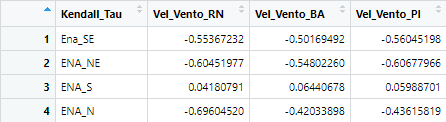 Kendall_Tau Vel_Vento_RN Vel_Vento_BA Vel_Vento_PI
1 Ena_SE -0.55367232 -0.50169492 -0.56045198
2 ENA_NE -0.60451977 -0.54802260 -0.60677966
3 ENA_S 0.04180791 0.06440678 0.05988701
4 ENA_N -0.69604520 -0.42033898 -0.43615819